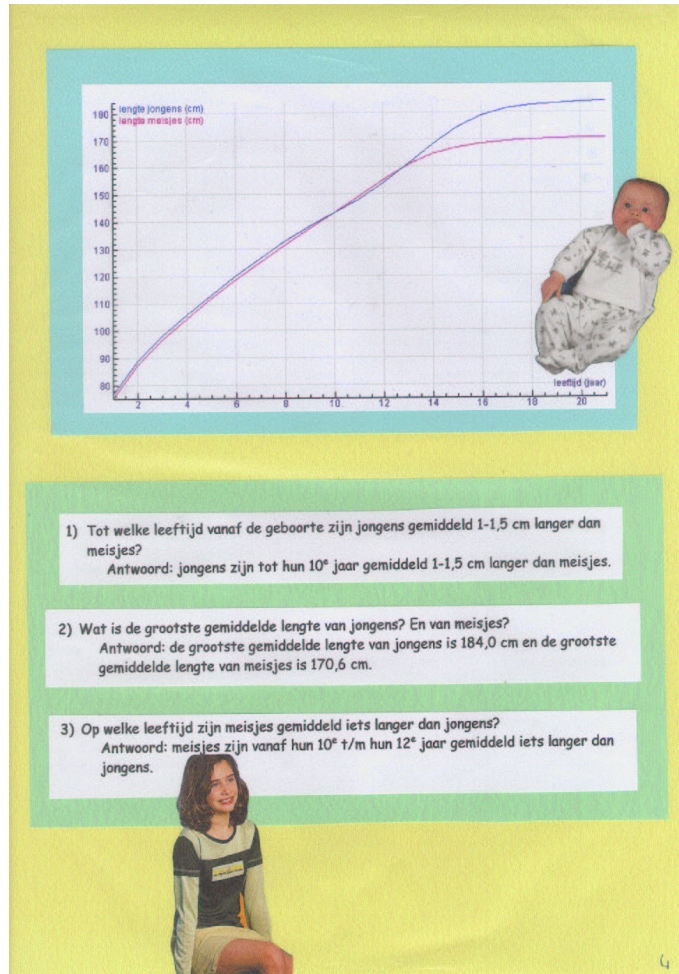 lengte jongens (cm)
lengte meisjes (cm)
180
170
160
150
140
130
120
110
100
90
80
2 4 6 8 10 12 14 16 18 20
leeftijd (jaar)
1) Tot welke leeftijd vanaf de geboorte zijn jongens gemiddeld 1-1,5 cm langer dan
meisjes?
Antwoord: jongens zijn tot hun 10e jaar gemiddeld 1-1,5 cm langer dan meisjes.
2) Wat is de grootste gemiddelde lengte van jongens? En van meisjes?
Antwoord: de grootste gemiddelde lengte van jongens is 184,0 cm en de grootste
gemiddelde lengte van meisjes is 170,6 cm.
3) Op welke leeftijd zijn meisjes gemiddeld iets langer dan jongens?
Antwoord: meisjes zijn vanaf hun 10e t/m hun 12e jaar gemiddeld iets langer dan
jongens.
4